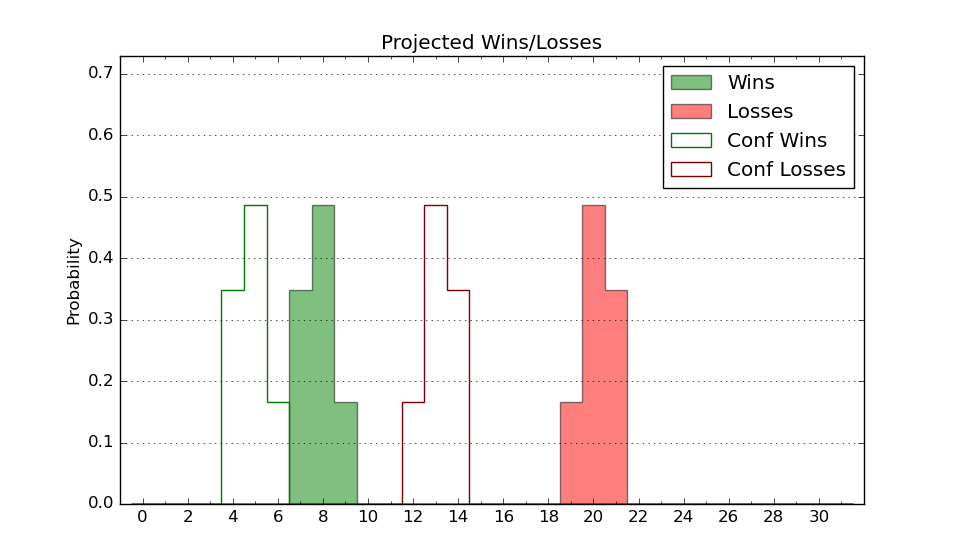 Projected Wins/Losses
Probability
0.7
0.6
0.5
0.4
0.3
0.2
0.1
0.0
0 2 4 6 8 10 12 14 16 18 20 22 24 26 28 30
Wins
Losses
Conf Wins
Conf Losses